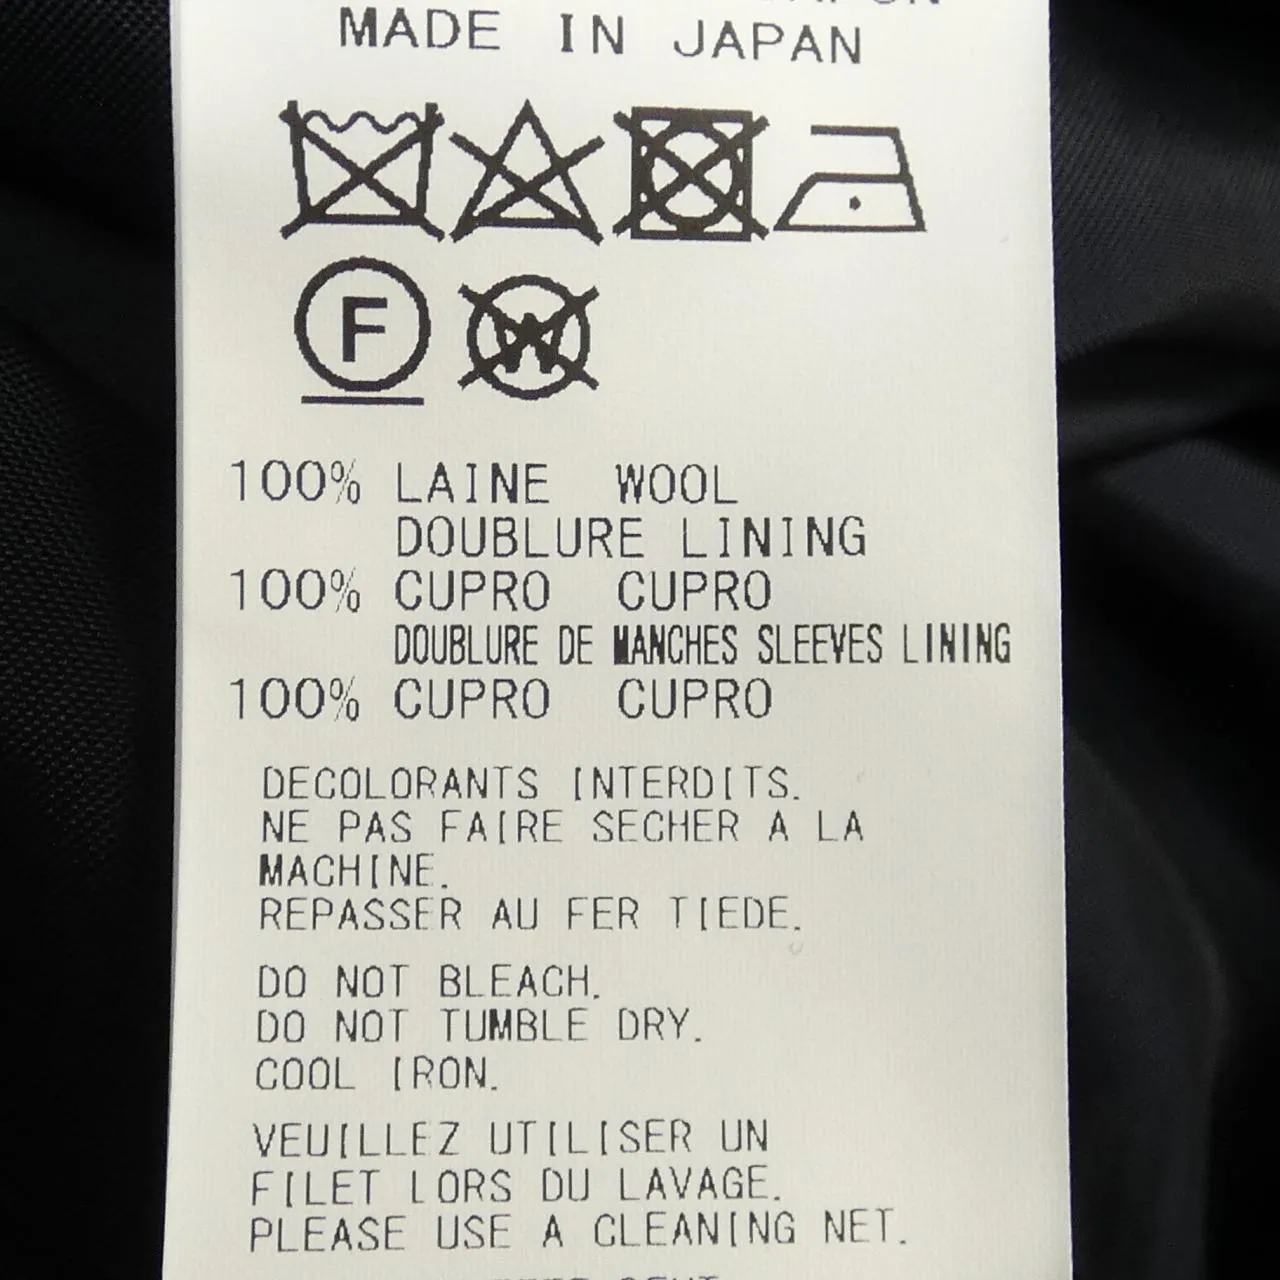 MADE IN JAPAN
F
W
100% LAINE WOOL
DOUBLURE LINING
100% CUPRO CUPRO
DOUBLURE DE MANCHES SLEEVES LINING
100% CUPRO CUPRO
DECOLORANTS INTERDITS.
NE PAS FAIRE SECHER A LA
MACHINE.
REPASSER AU FER TIEDE.
DO NOT BLEACH.
DO NOT TUMBLE DRY.
COOL IRON.
VEUILLEZ UTILISER UN
FILET LORS DU LAVAGE.
PLEASE USE A CLEANING NET.